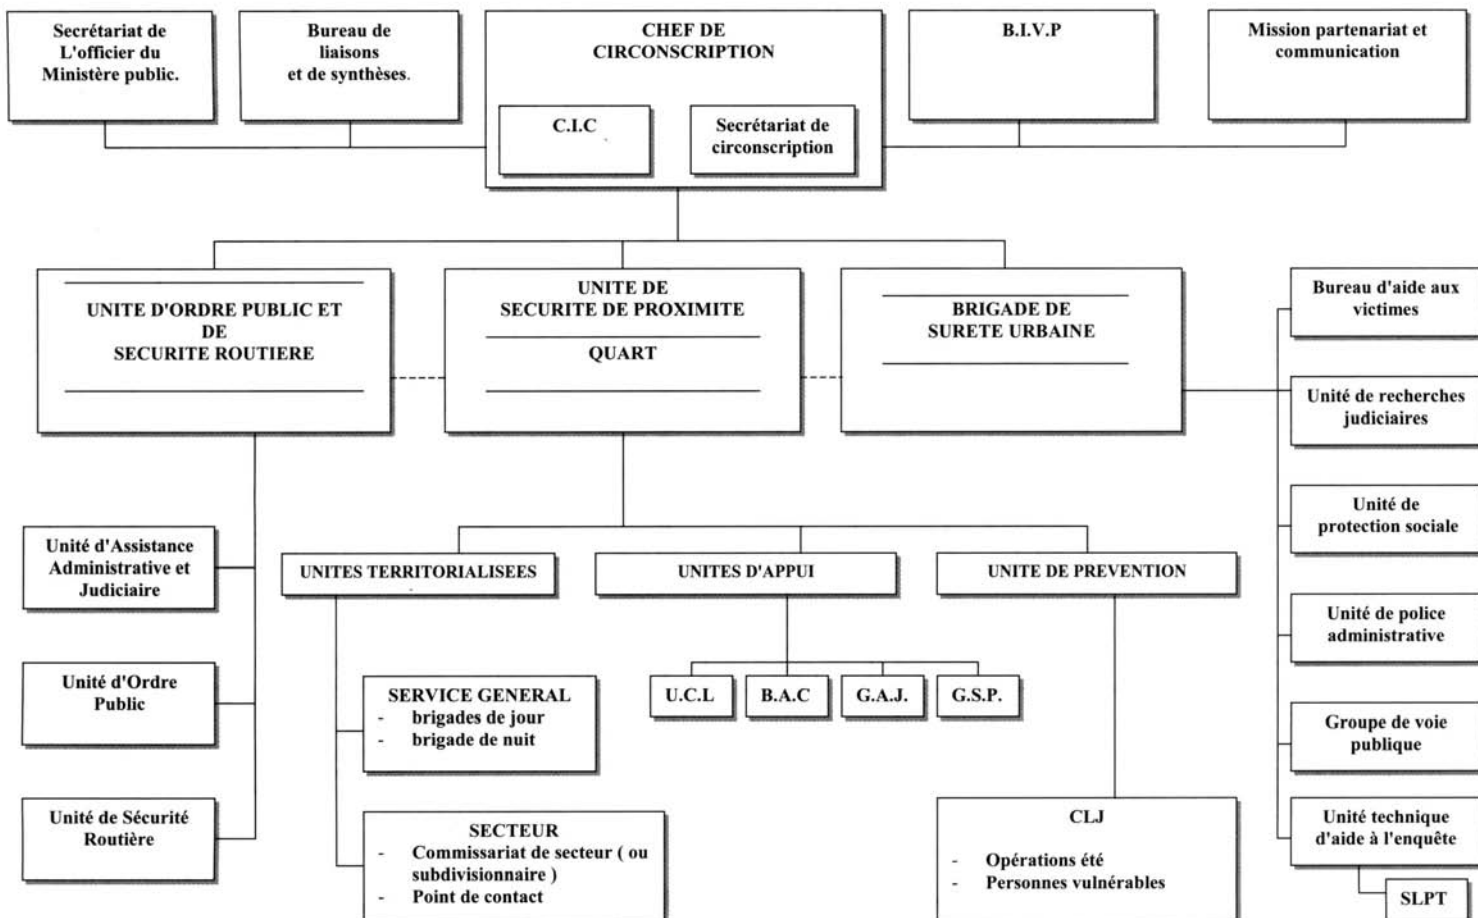 Secrétariat de
L'officier du
Ministère public.
Bureau de
liaisons
et de synthèses.
CHEF DE
CIRCONSCRIPTION
C.I.C
Secrétariat de
circonscription
B.I.V.P
Mission partenariat et
communication
UNITE D'ORDRE PUBLIC ET
DE
SECURITE ROUTIERE
UNITE DE
SECURITE DE PROXIMITE
QUART
BRIGADE DE
SURETE URBAINE
Bureau d'aide aux
victimes
Unité de recherches
judiciaires
Unité de
protection sociale
Unité de police
administrative
Groupe de voie
publique
Unité technique
d'aide à l'enquête
SLPT
Unité d'Assistance
Administrative et
Judiciaire
Unité d'Ordre
Public
Unité de Sécurité
Routière
UNITES TERRITORIALISEES
UNITES D'APPUI
UNITE DE PREVENTION
SERVICE GENERAL
- brigades de jour
- brigade de nuit
SECTEUR
- Commissariat de secteur ( ou
subdivisionnaire )
- Point de contact
U.C.L
B.A.C
G.A.J.
G.S.P.
CLJ
- Opérations été
- Personnes vulnérables